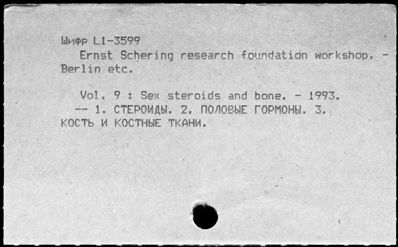 Шифр L1-3599
Ernst Schering research foundation workshop. -
Berlin etc.
Vol. 9 : Sex steroids and bone. - 1993.
-- 1. СТЕРОИДЫ. 2. ПОЛОВЫЕ ГОРМОНЫ. 3.
КОСТЬ И КОСТНЫЕ ТКАНИ.